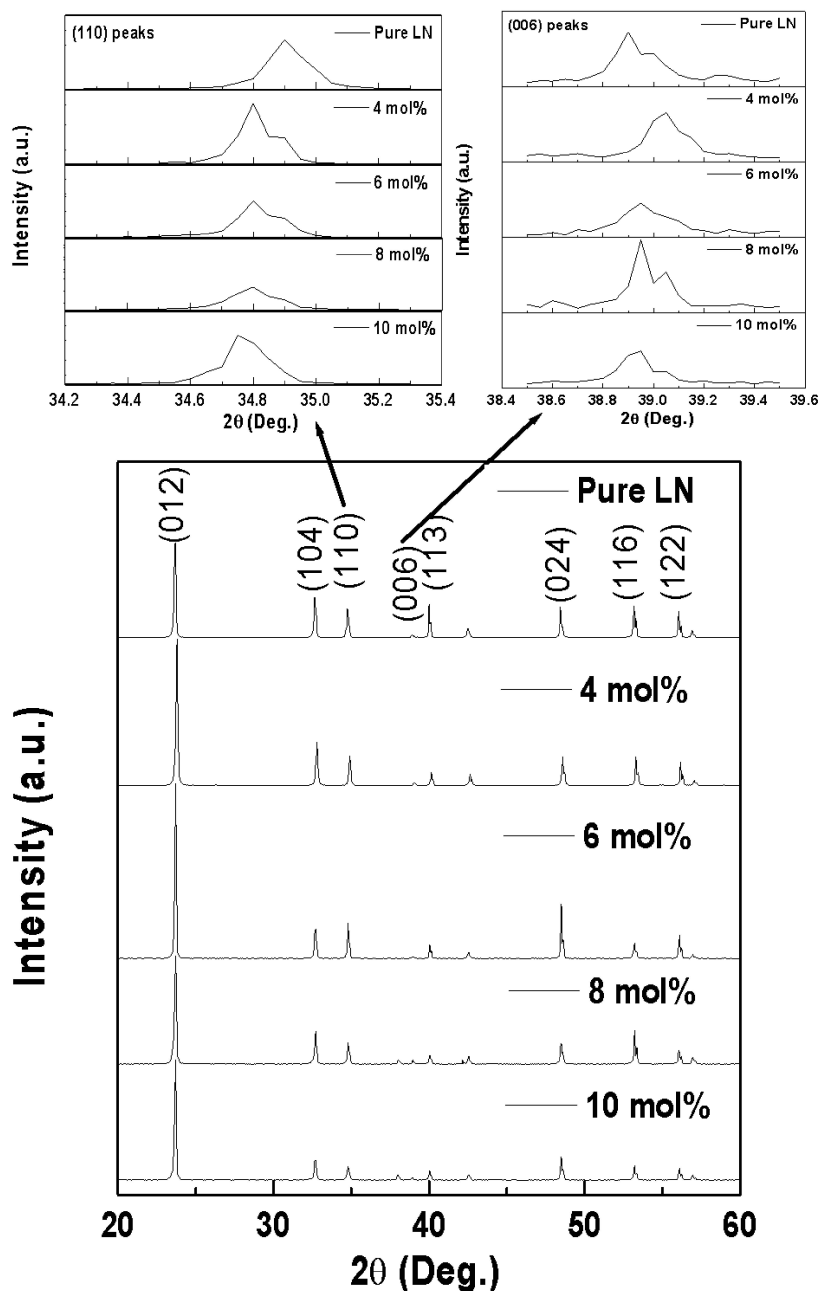 (110) peaks
Pure LN
4 mol%
6 mol%
8 mol%
10 mol%
Intensity (a.u.)
34.2 34.4 34.6 34.8 35.0 35.2 35.4
2θ (Deg.)
(006) peaks
Pure LN
4 mol%
6 mol%
8 mol%
10 mol%
Intensity (a.u.)
38.4 38.6 38.8 39.0 39.2 39.4 39.6
2θ (Deg.)
Pure LN
(012)
(104)
(110)
(006)
(113)
(024)
(116)
(122)
4 mol%
6 mol%
8 mol%
10 mol%
Intensity (a.u.)
20 30 40 50 60
2θ (Deg.)